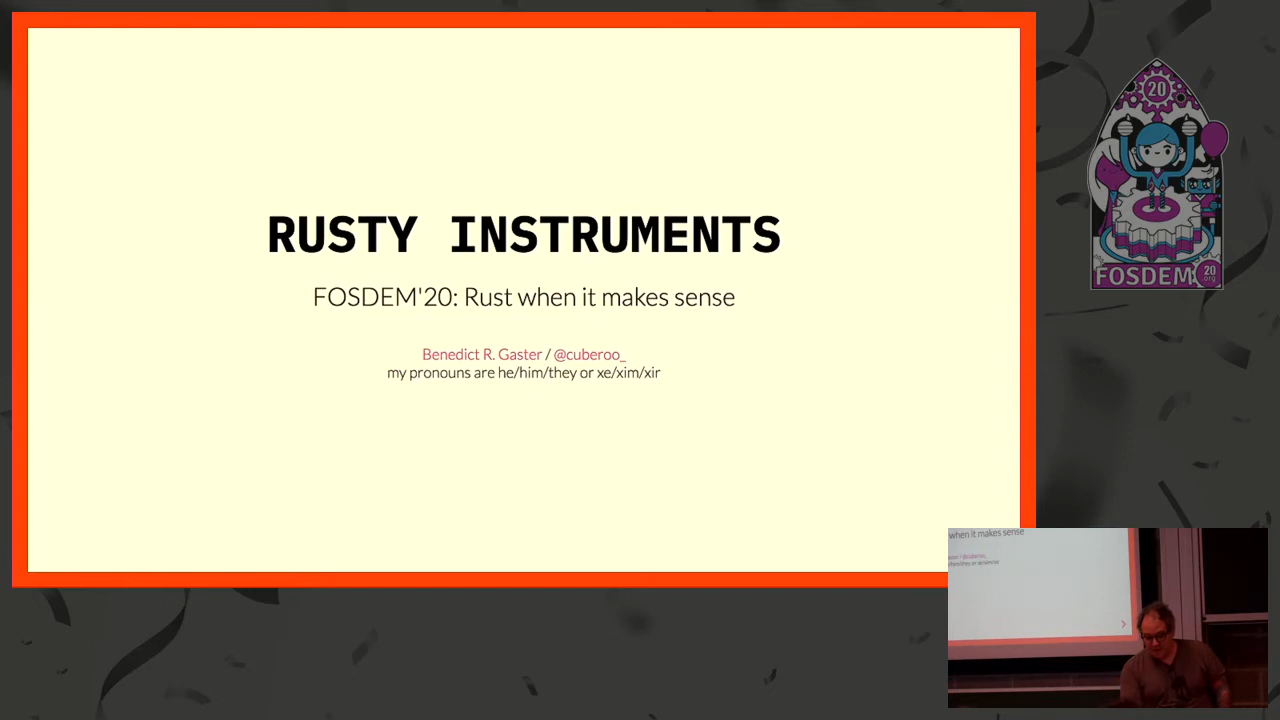 RUSTY INSTRUMENTS
FOSDEM'20: Rust when it makes sense
Benedict R. Gaster / @cuberoo_
my pronouns are he/him/they or xe/xim/xir
20
FOSDEM
20
.org
when it makes sense